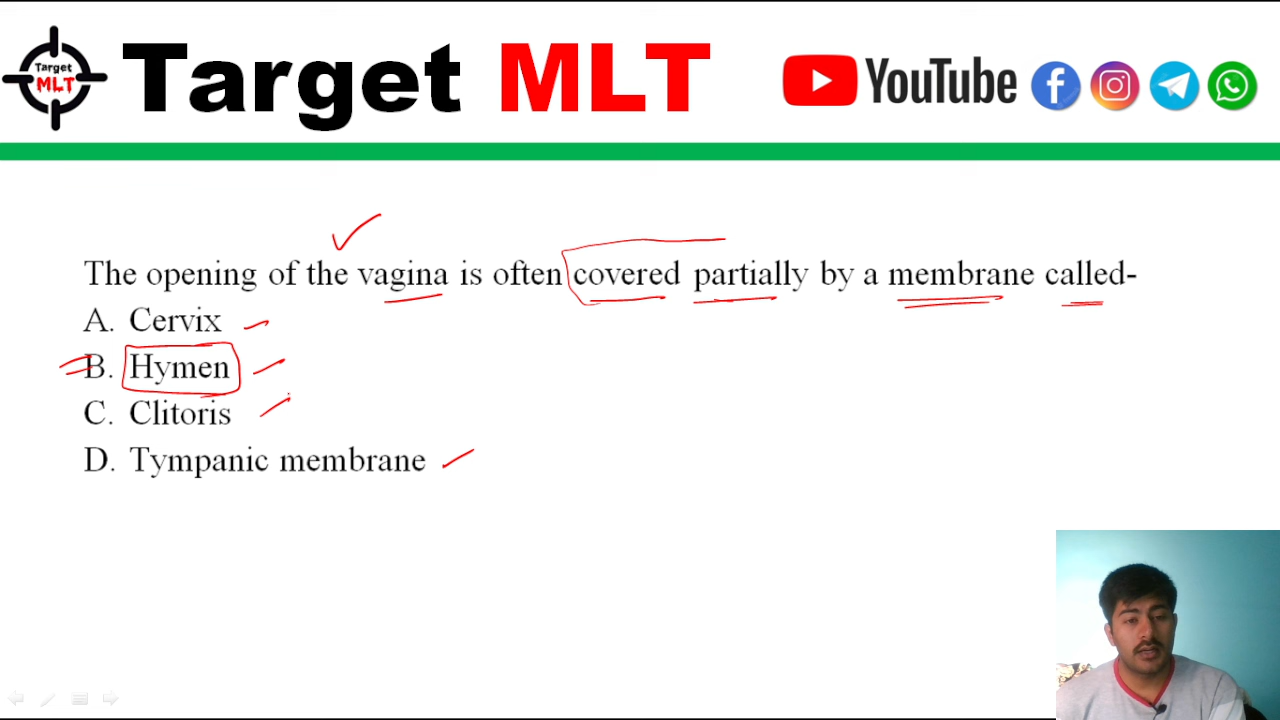 Target MLT
Target MLT YouTube
The opening of the vagina is often covered partially by a membrane called-
A. Cervix
B. Hymen
C. Clitoris
D. Tympanic membrane